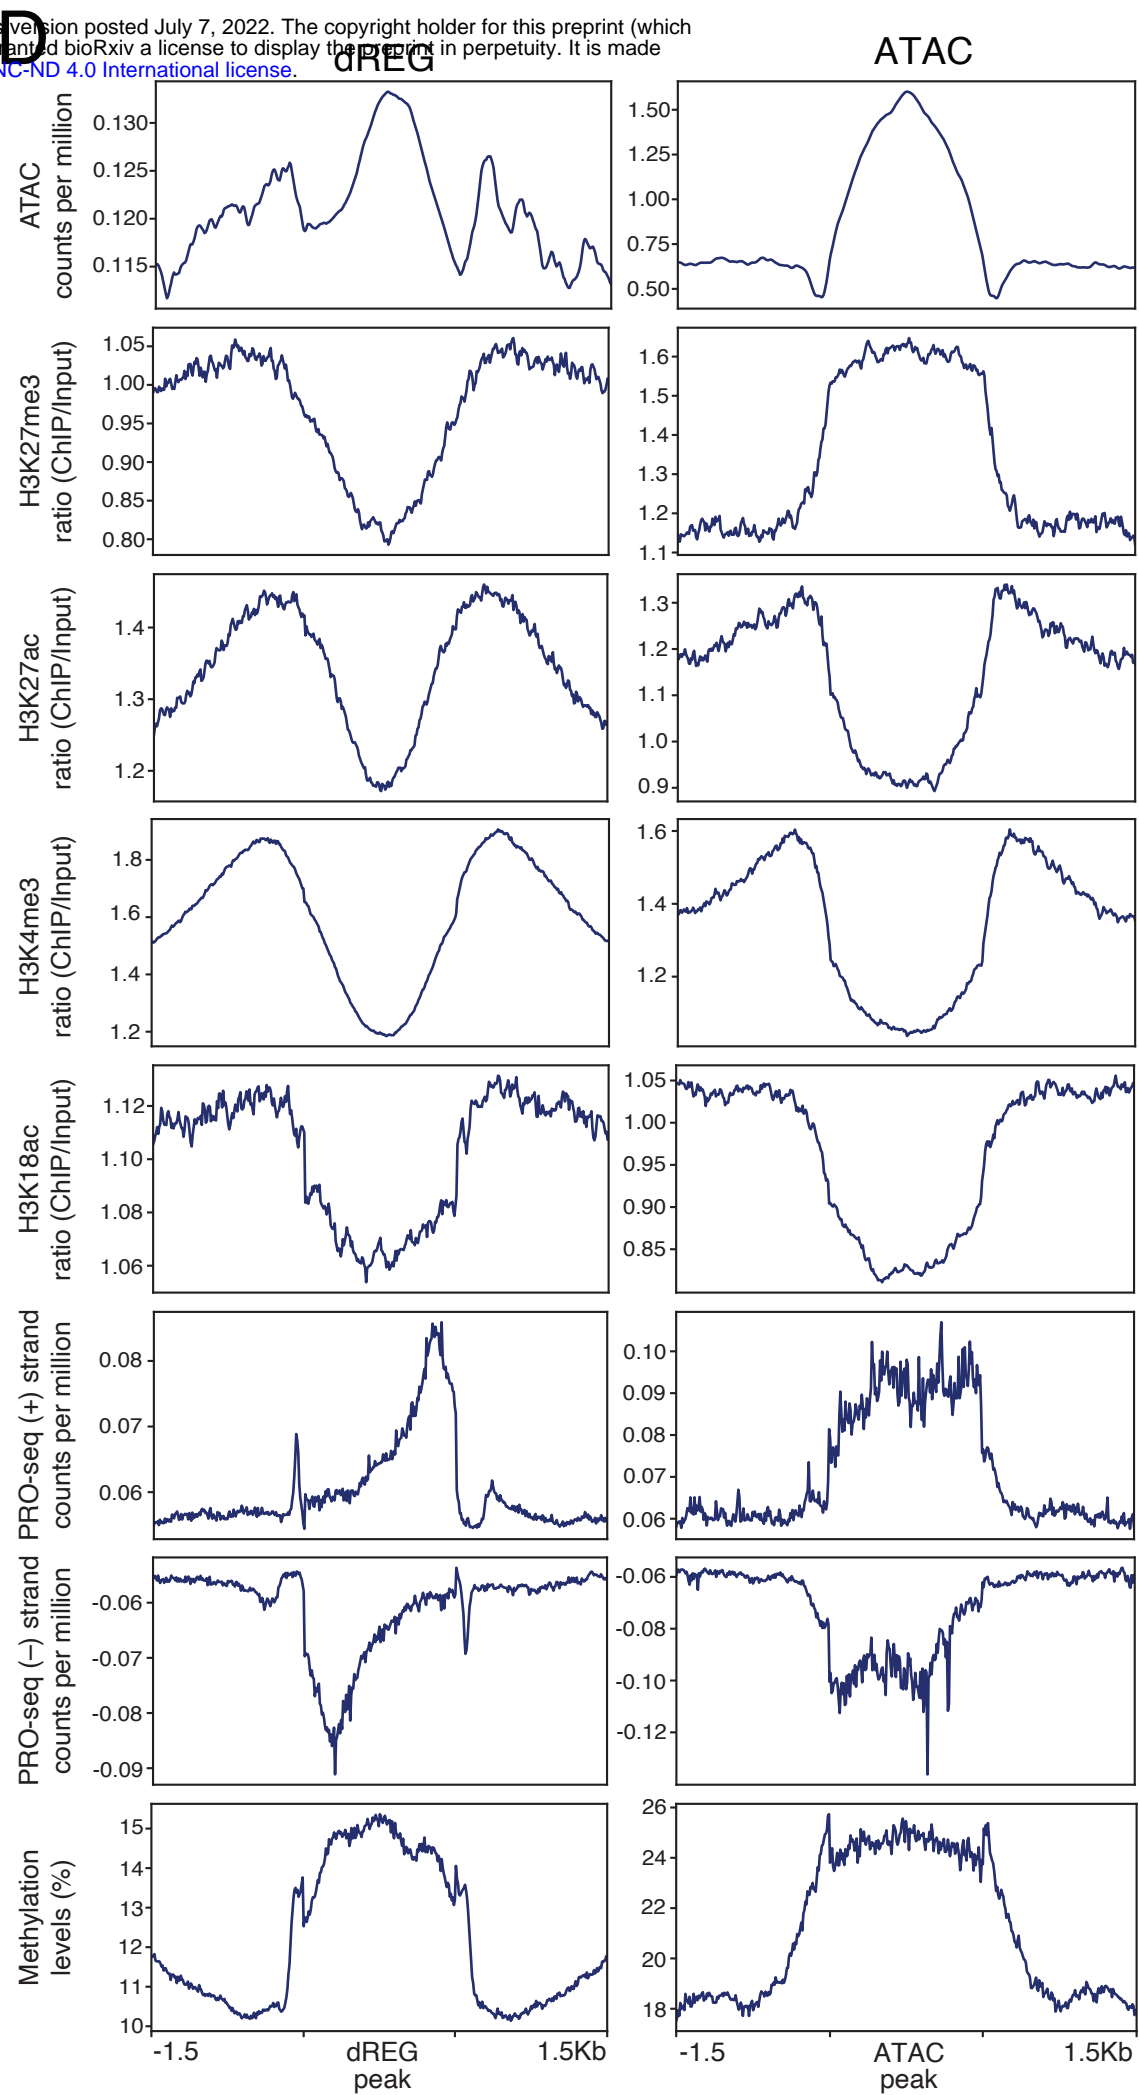 D
version posted July 7, 2022. The copyright holder for this preprint (which
anted bioRxiv a license to display the preprint in perpetuity. It is made
NC-ND 4.0 International license.
dREG
ATAC
ATAC
counts per million
0.130
0.125
0.120
0.115
1.50
1.25
1.00
0.75
0.50
H3K27me3
ratio (ChIP/Input)
1.05
1.00
0.95
0.90
0.85
0.80
1.6
1.5
1.4
1.3
1.2
1.1
H3K27ac
ratio (ChIP/Input)
1.4
1.3
1.2
1.3
1.2
1.1
1.0
0.9
H3K4me3
ratio (ChIP/Input)
1.8
1.6
1.4
1.2
1.6
1.4
1.2
H3K18ac
ratio (ChIP/Input)
1.12
1.10
1.08
1.06
1.05
1.00
0.95
0.90
0.85
PRO-seq (+) strand
counts per million
0.08
0.07
0.06
0.10
0.09
0.08
0.07
0.06
PRO-seq (−) strand
counts per million
-0.06
-0.07
-0.08
-0.09
-0.06
-0.08
-0.10
-0.12
Methylation
levels (%)
15
14
13
12
11
10
26
24
22
20
18
-1.5
dREG
peak
1.5Kb
-1.5
ATAC
peak
1.5Kb